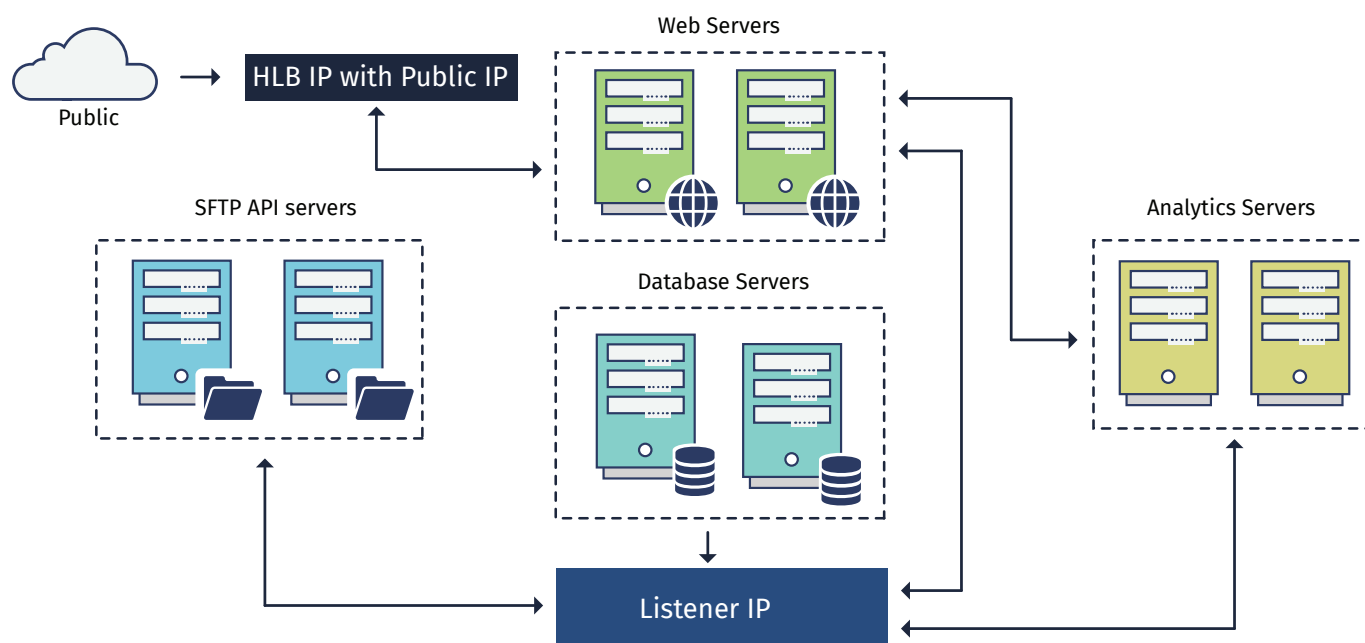 Web Servers
HLB IP with Public IP
Public
SFTP API servers
Analytics Servers
Database Servers
Listener IP